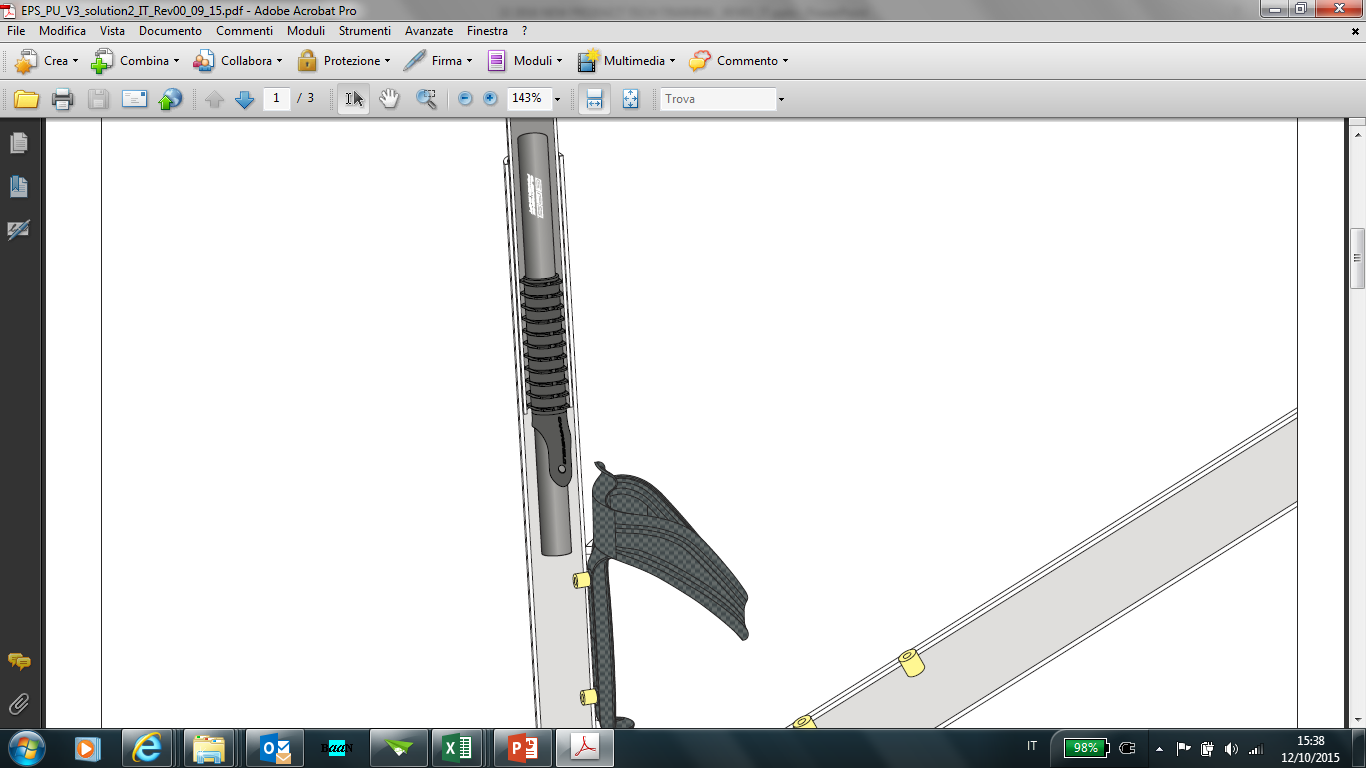 EPS_PU_V3_solution2_IT_Rev00_09_15.pdf - Adobe Acrobat Pro
File Modifica Vista Documento Commenti Moduli Strumenti Avanzate Finestra ?
Crea Combina Collabora Protezione Firma Moduli Multimedia Commento
1 / 3 143% Trova
BaaN
IT 98% 15:38
12/10/2015